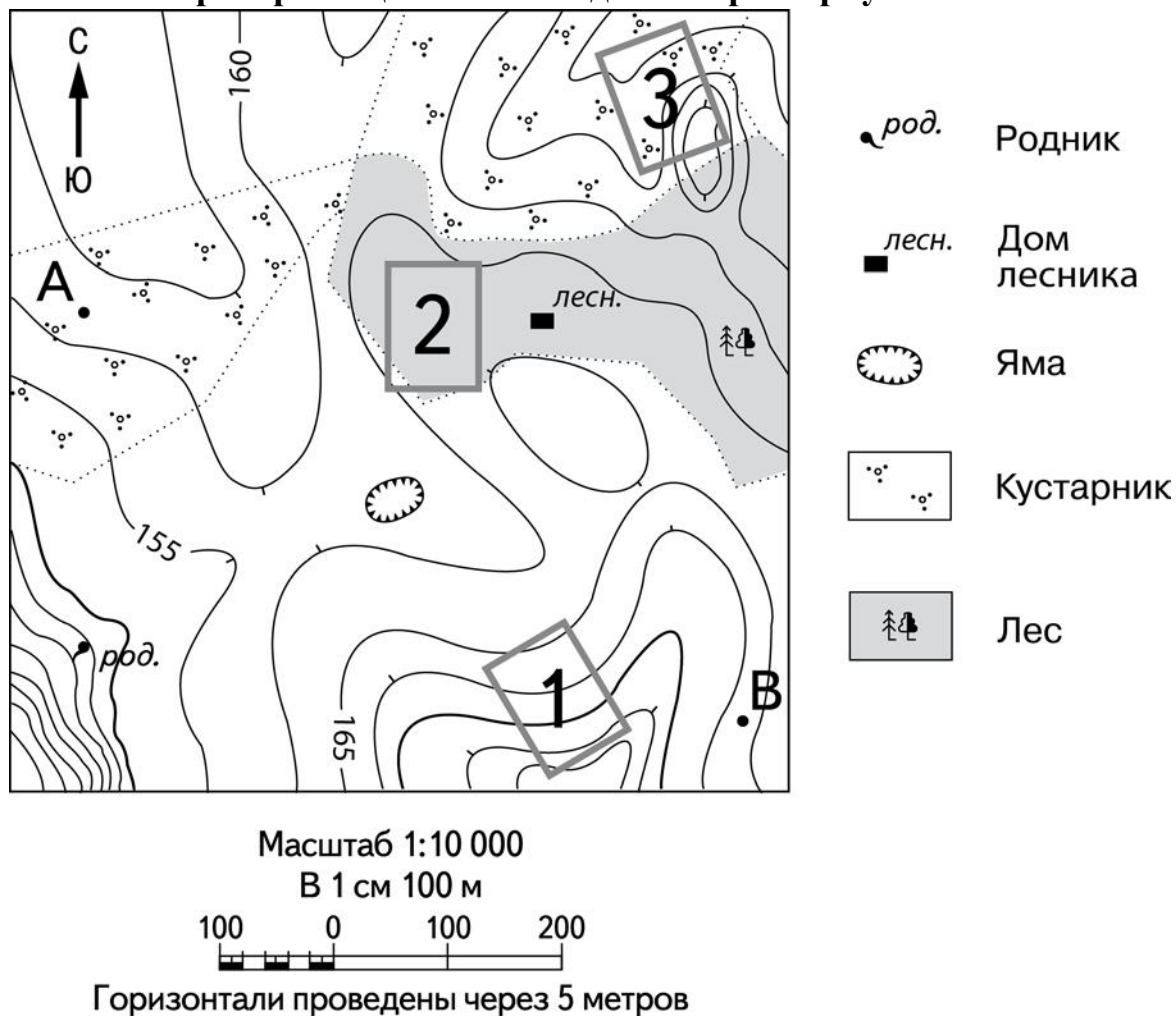 С
Ю
160
3
А
2
лесн.
155
род.
1
В
165
род. Родник
лесн. Дом
лесника
Яма
Кустарник
Лес
Масштаб 1:10 000
В 1 см 100 м
100 0 100 200
Горизонтали проведены через 5 метров